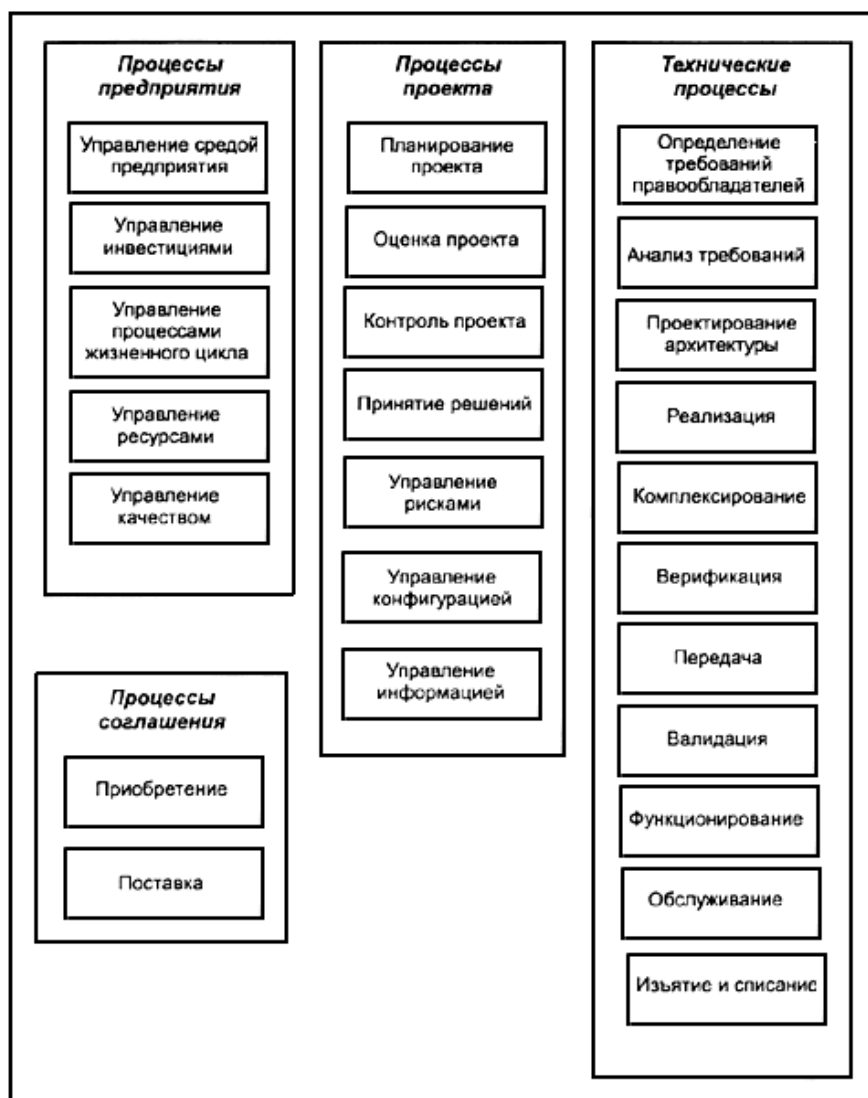 Процессы
предприятия
Управление средой
предприятия
Управление
инвестициями
Управление
процессами
жизненного цикла
Управление
ресурсами
Управление
качеством
Процессы
соглашения
Приобретение
Поставка
Процессы
проекта
Планирование
проекта
Оценка проекта
Контроль проекта
Принятие решений
Управление
рисками
Управление
конфигурацией
Управление
информацией
Технические
процессы
Определение
требований
правообладателей
Анализ требований
Проектирование
архитектуры
Реализация
Комплексирование
Верификация
Передача
Валидация
Функционирование
Обслуживание
Изъятие и списание